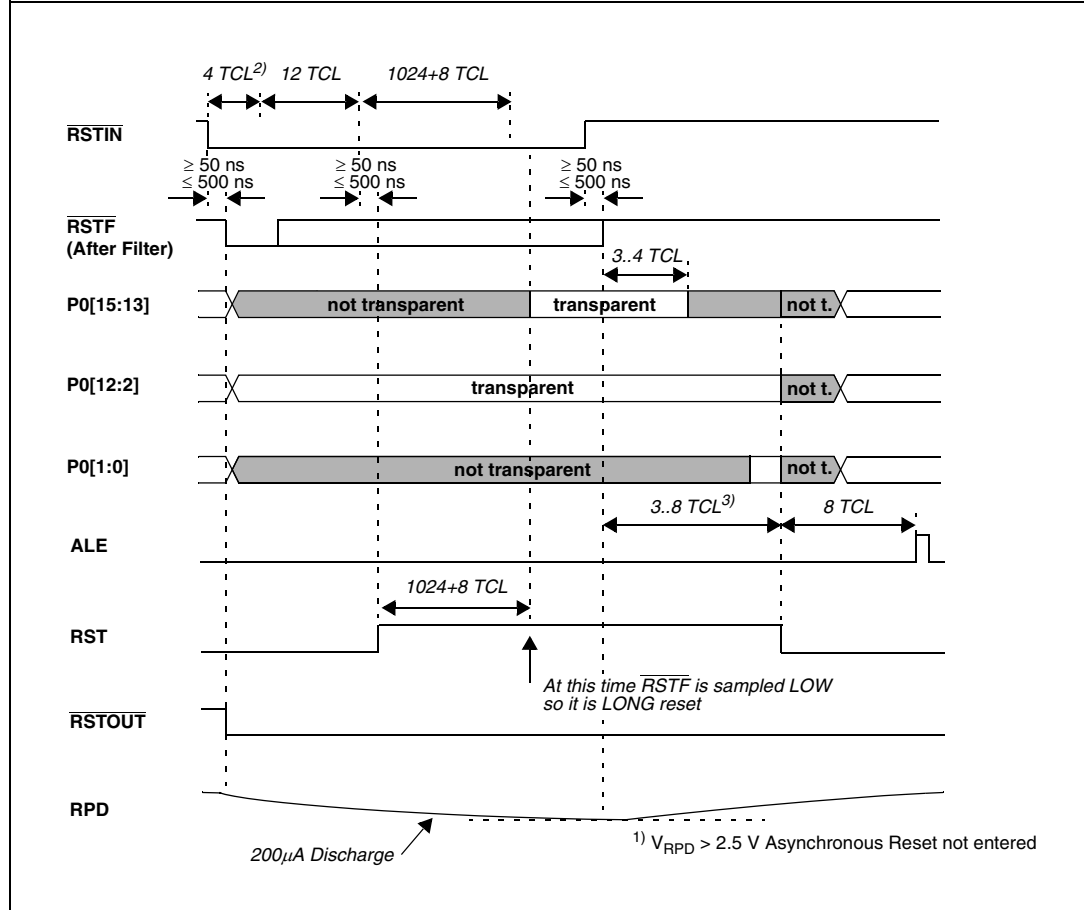 4 TCL2) 12 TCL 1024+8 TCL
RSTIN
≥ 50 ns ≥ 50 ns ≥ 50 ns
≤ 500 ns ≤ 500 ns ≤ 500 ns
RSTF
(After Filter)
3..4 TCL
P0[15:13] not transparent transparent not t.
P0[12:2] transparent not t.
P0[1:0] not transparent not t.
3..8 TCL3) 8 TCL
ALE
1024+8 TCL
RST
At this time RSTF is sampled LOW
so it is LONG reset
RSTOUT
RPD
200μA Discharge
1) VRPD > 2.5 V Asynchronous Reset not entered